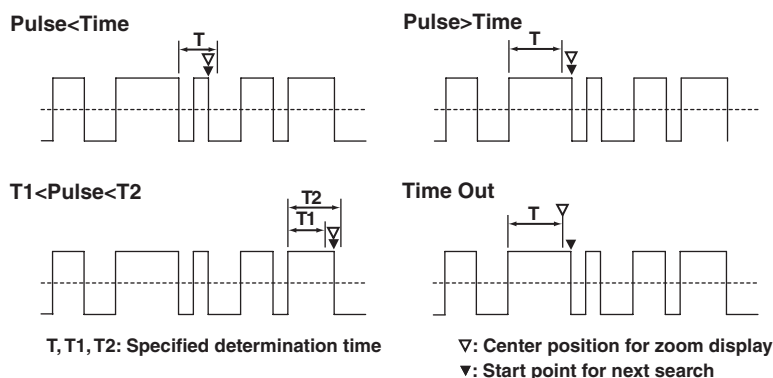 Pulse<Time
T
Pulse>Time
T
T1<Pulse<T2
T2
T1
Time Out
T
T, T1, T2: Specified determination time
▽: Center position for zoom display
▼: Start point for next search